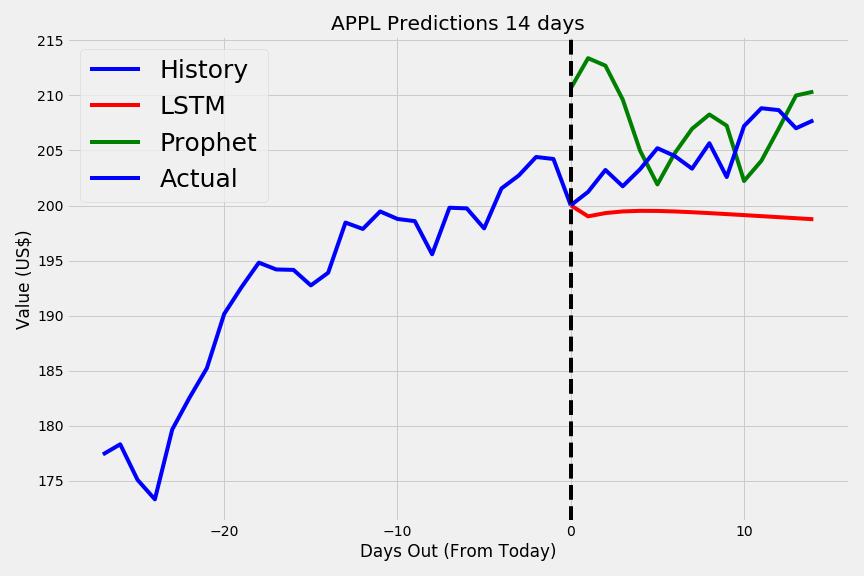 APPL Predictions 14 days
215
210
205
200
195
190
185
180
175
Value (US$)
History
LSTM
Prophet
Actual
−20
−10
0
10
Days Out (From Today)